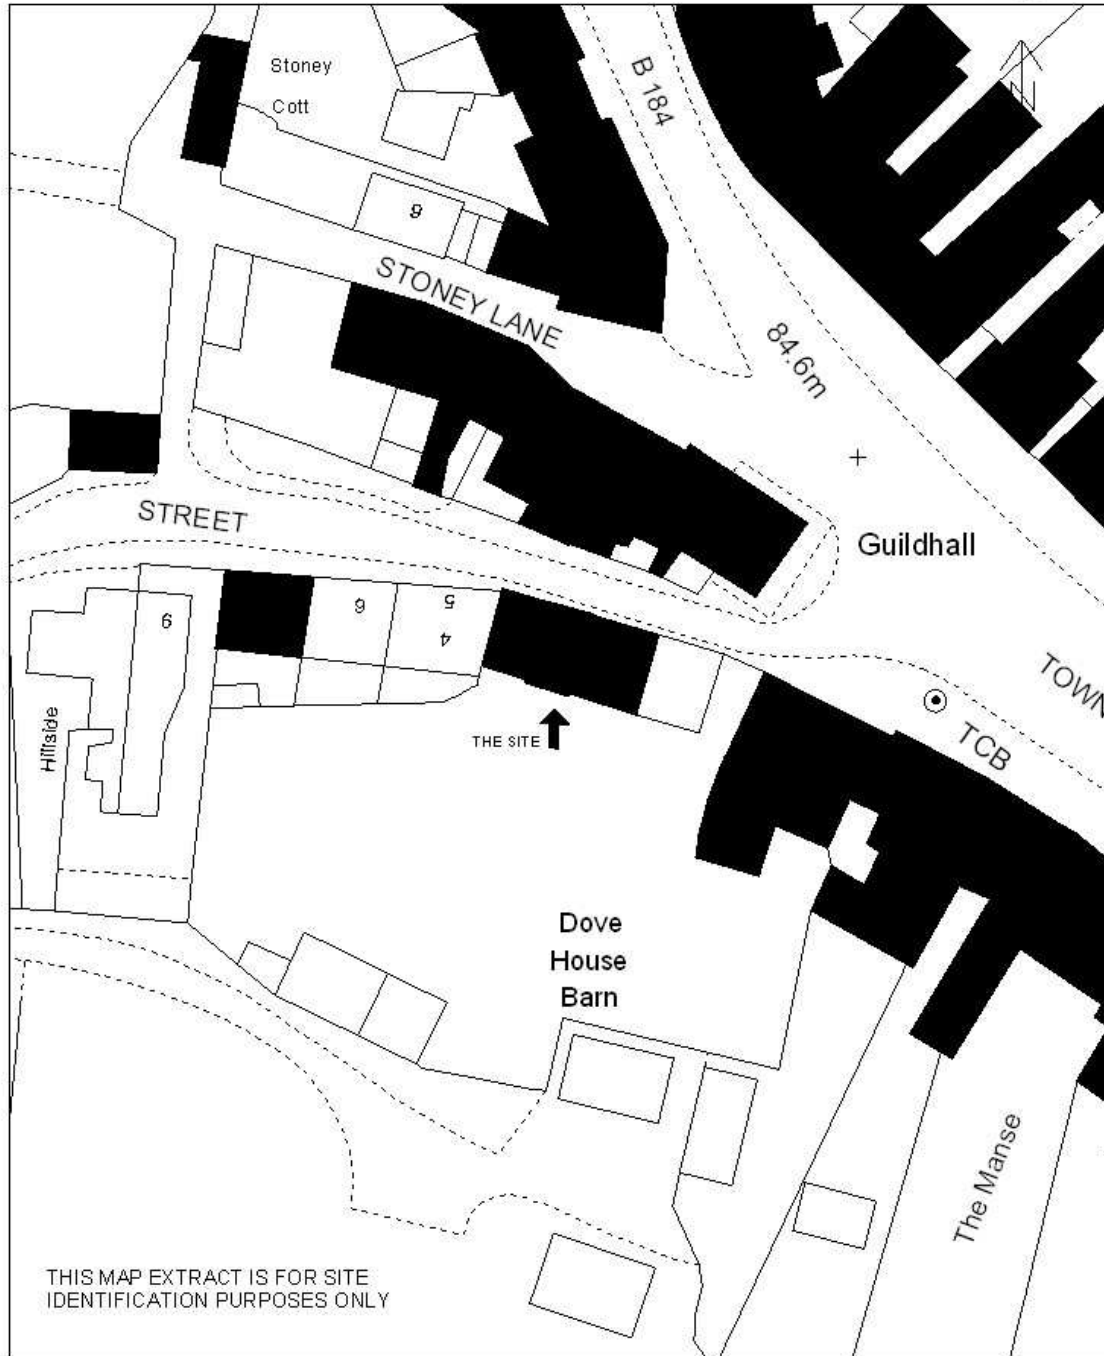 N
Stoney
Cott
B 184
8
STONEY LANE
84.6m
STREET
Guildhall
9
6
5
4
TOWN
TCB
Hillside
THE SITE
Dove
House
Barn
The Manse
THIS MAP EXTRACT IS FOR SITE
IDENTIFICATION PURPOSES ONLY